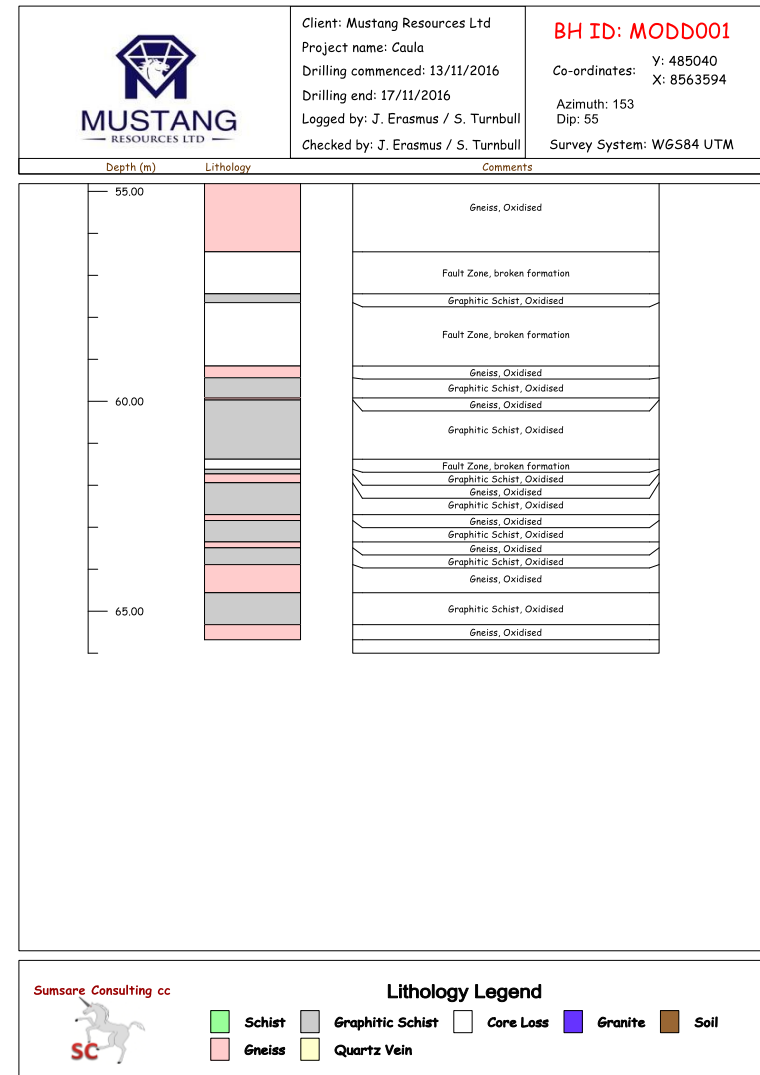 MUSTANG
RESOURCES LTD
Client: Mustang Resources Ltd
Project name: Caula
Drilling commenced: 13/11/2016
Drilling end: 17/11/2016
Logged by: J. Erasmus / S. Turnbull
Checked by: J. Erasmus / S. Turnbull
BH ID: MODD001
Co-ordinates:
Y: 485040
X: 8563594
Azimuth: 153
Dip: 55
Survey System: WGS84 UTM
Depth (m) Lithology Comments
55.00
Gneiss, Oxidised
Fault Zone, broken formation
Graphitic Schist, Oxidised
Fault Zone, broken formation
Gneiss, Oxidised
Graphitic Schist, Oxidised
60.00
Gneiss, Oxidised
Graphitic Schist, Oxidised
Fault Zone, broken formation
Graphitic Schist, Oxidised
Gneiss, Oxidised
Graphitic Schist, Oxidised
Gneiss, Oxidised
Graphitic Schist, Oxidised
Gneiss, Oxidised
Graphitic Schist, Oxidised
Gneiss, Oxidised
65.00
Graphitic Schist, Oxidised
Gneiss, Oxidised
Sumsare Consulting cc
SC
Lithology Legend
Schist Graphitic Schist Core Loss Granite Soil
Gneiss Quartz Vein